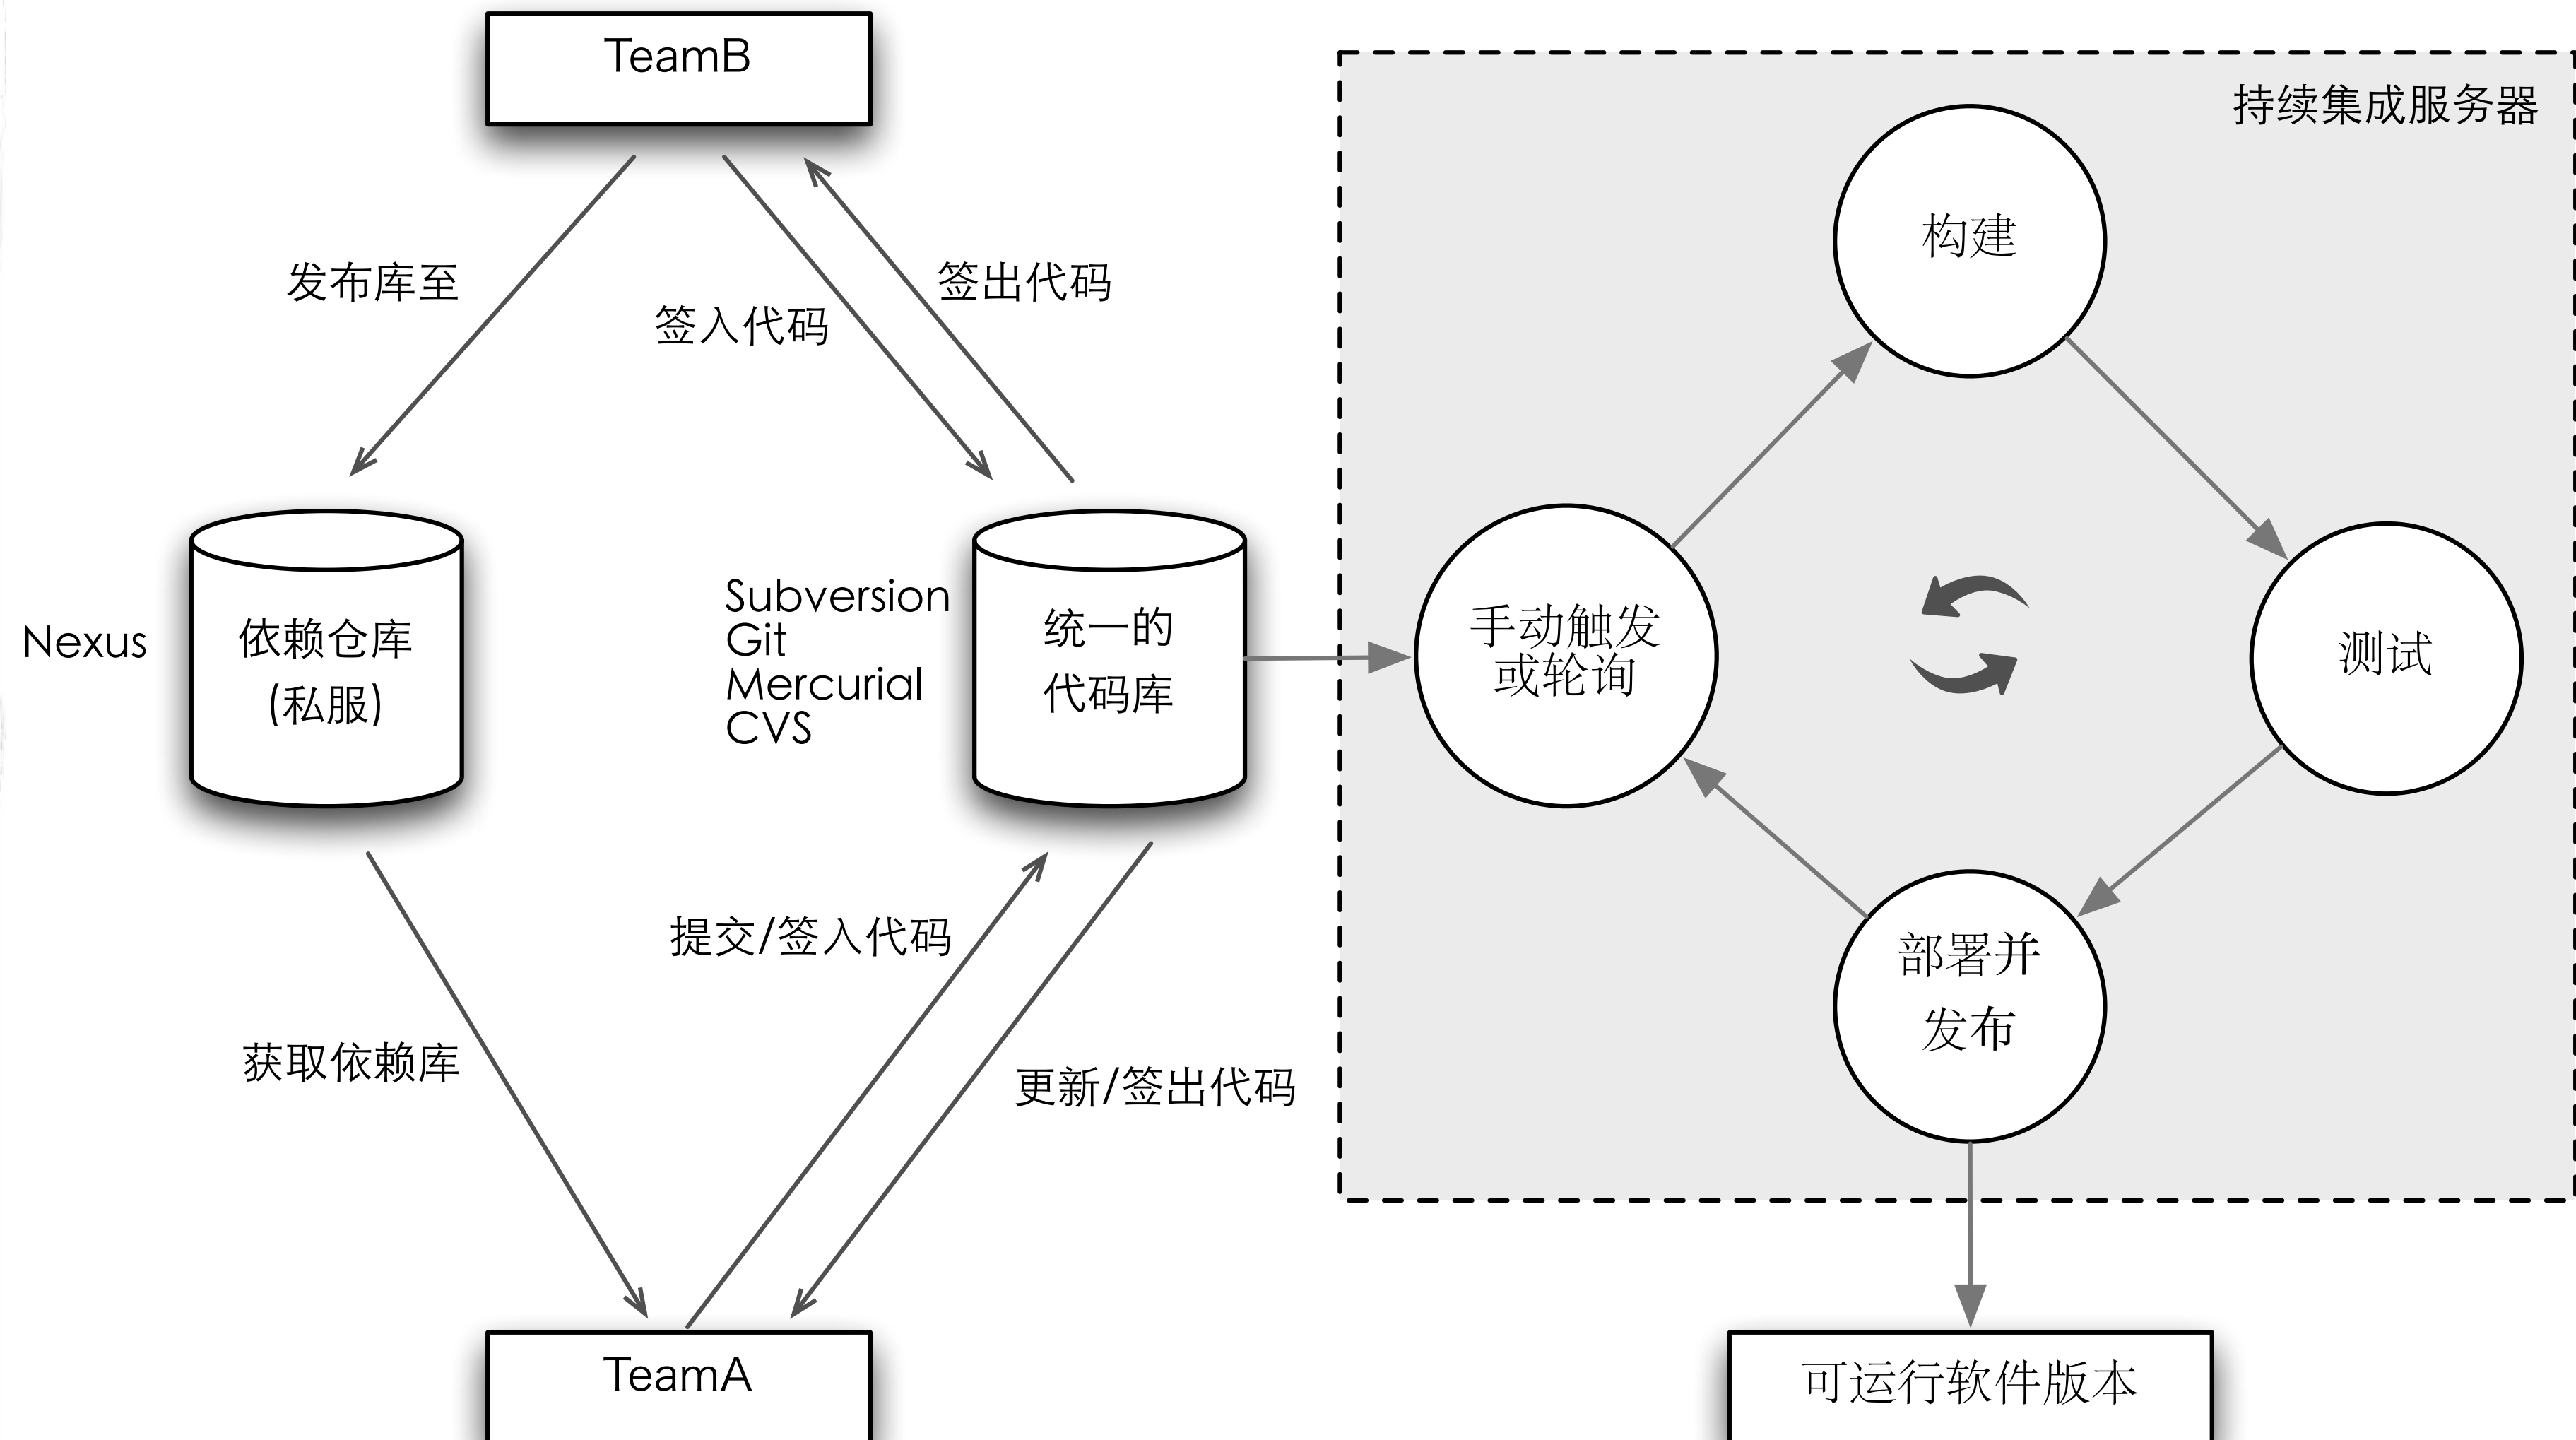 TeamB
持续集成服务器
构建
发布库至
签出代码
签入代码
Nexus
依赖仓库
(私服)
Subversion
Git
Mercurial
CVS
统一的
代码库
手动触发
或轮询
测试
提交/签入代码
部署并
发布
获取依赖库
更新/签出代码
TeamA
可运行软件版本